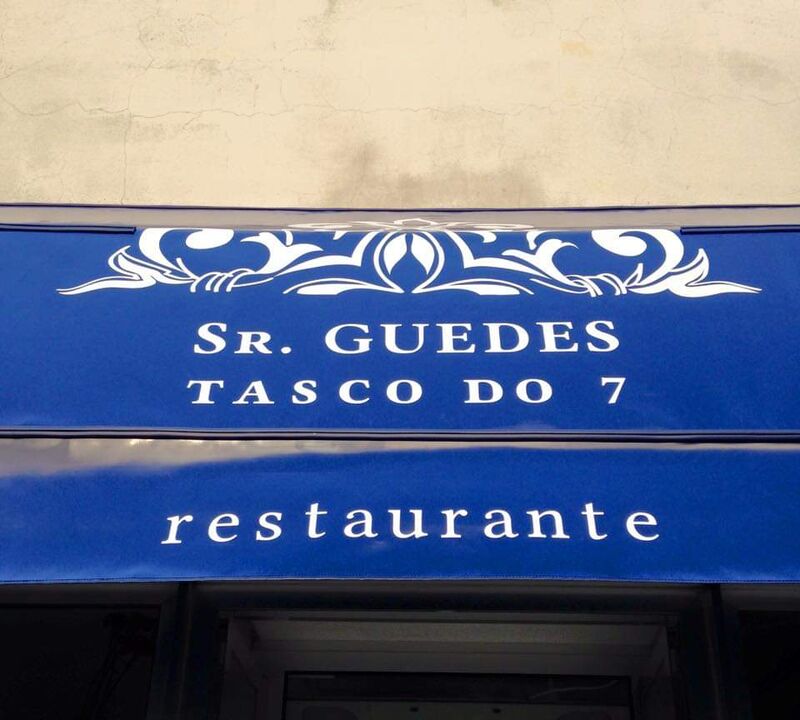 Sr. GUEDES
TASCO DO 7
restaurante